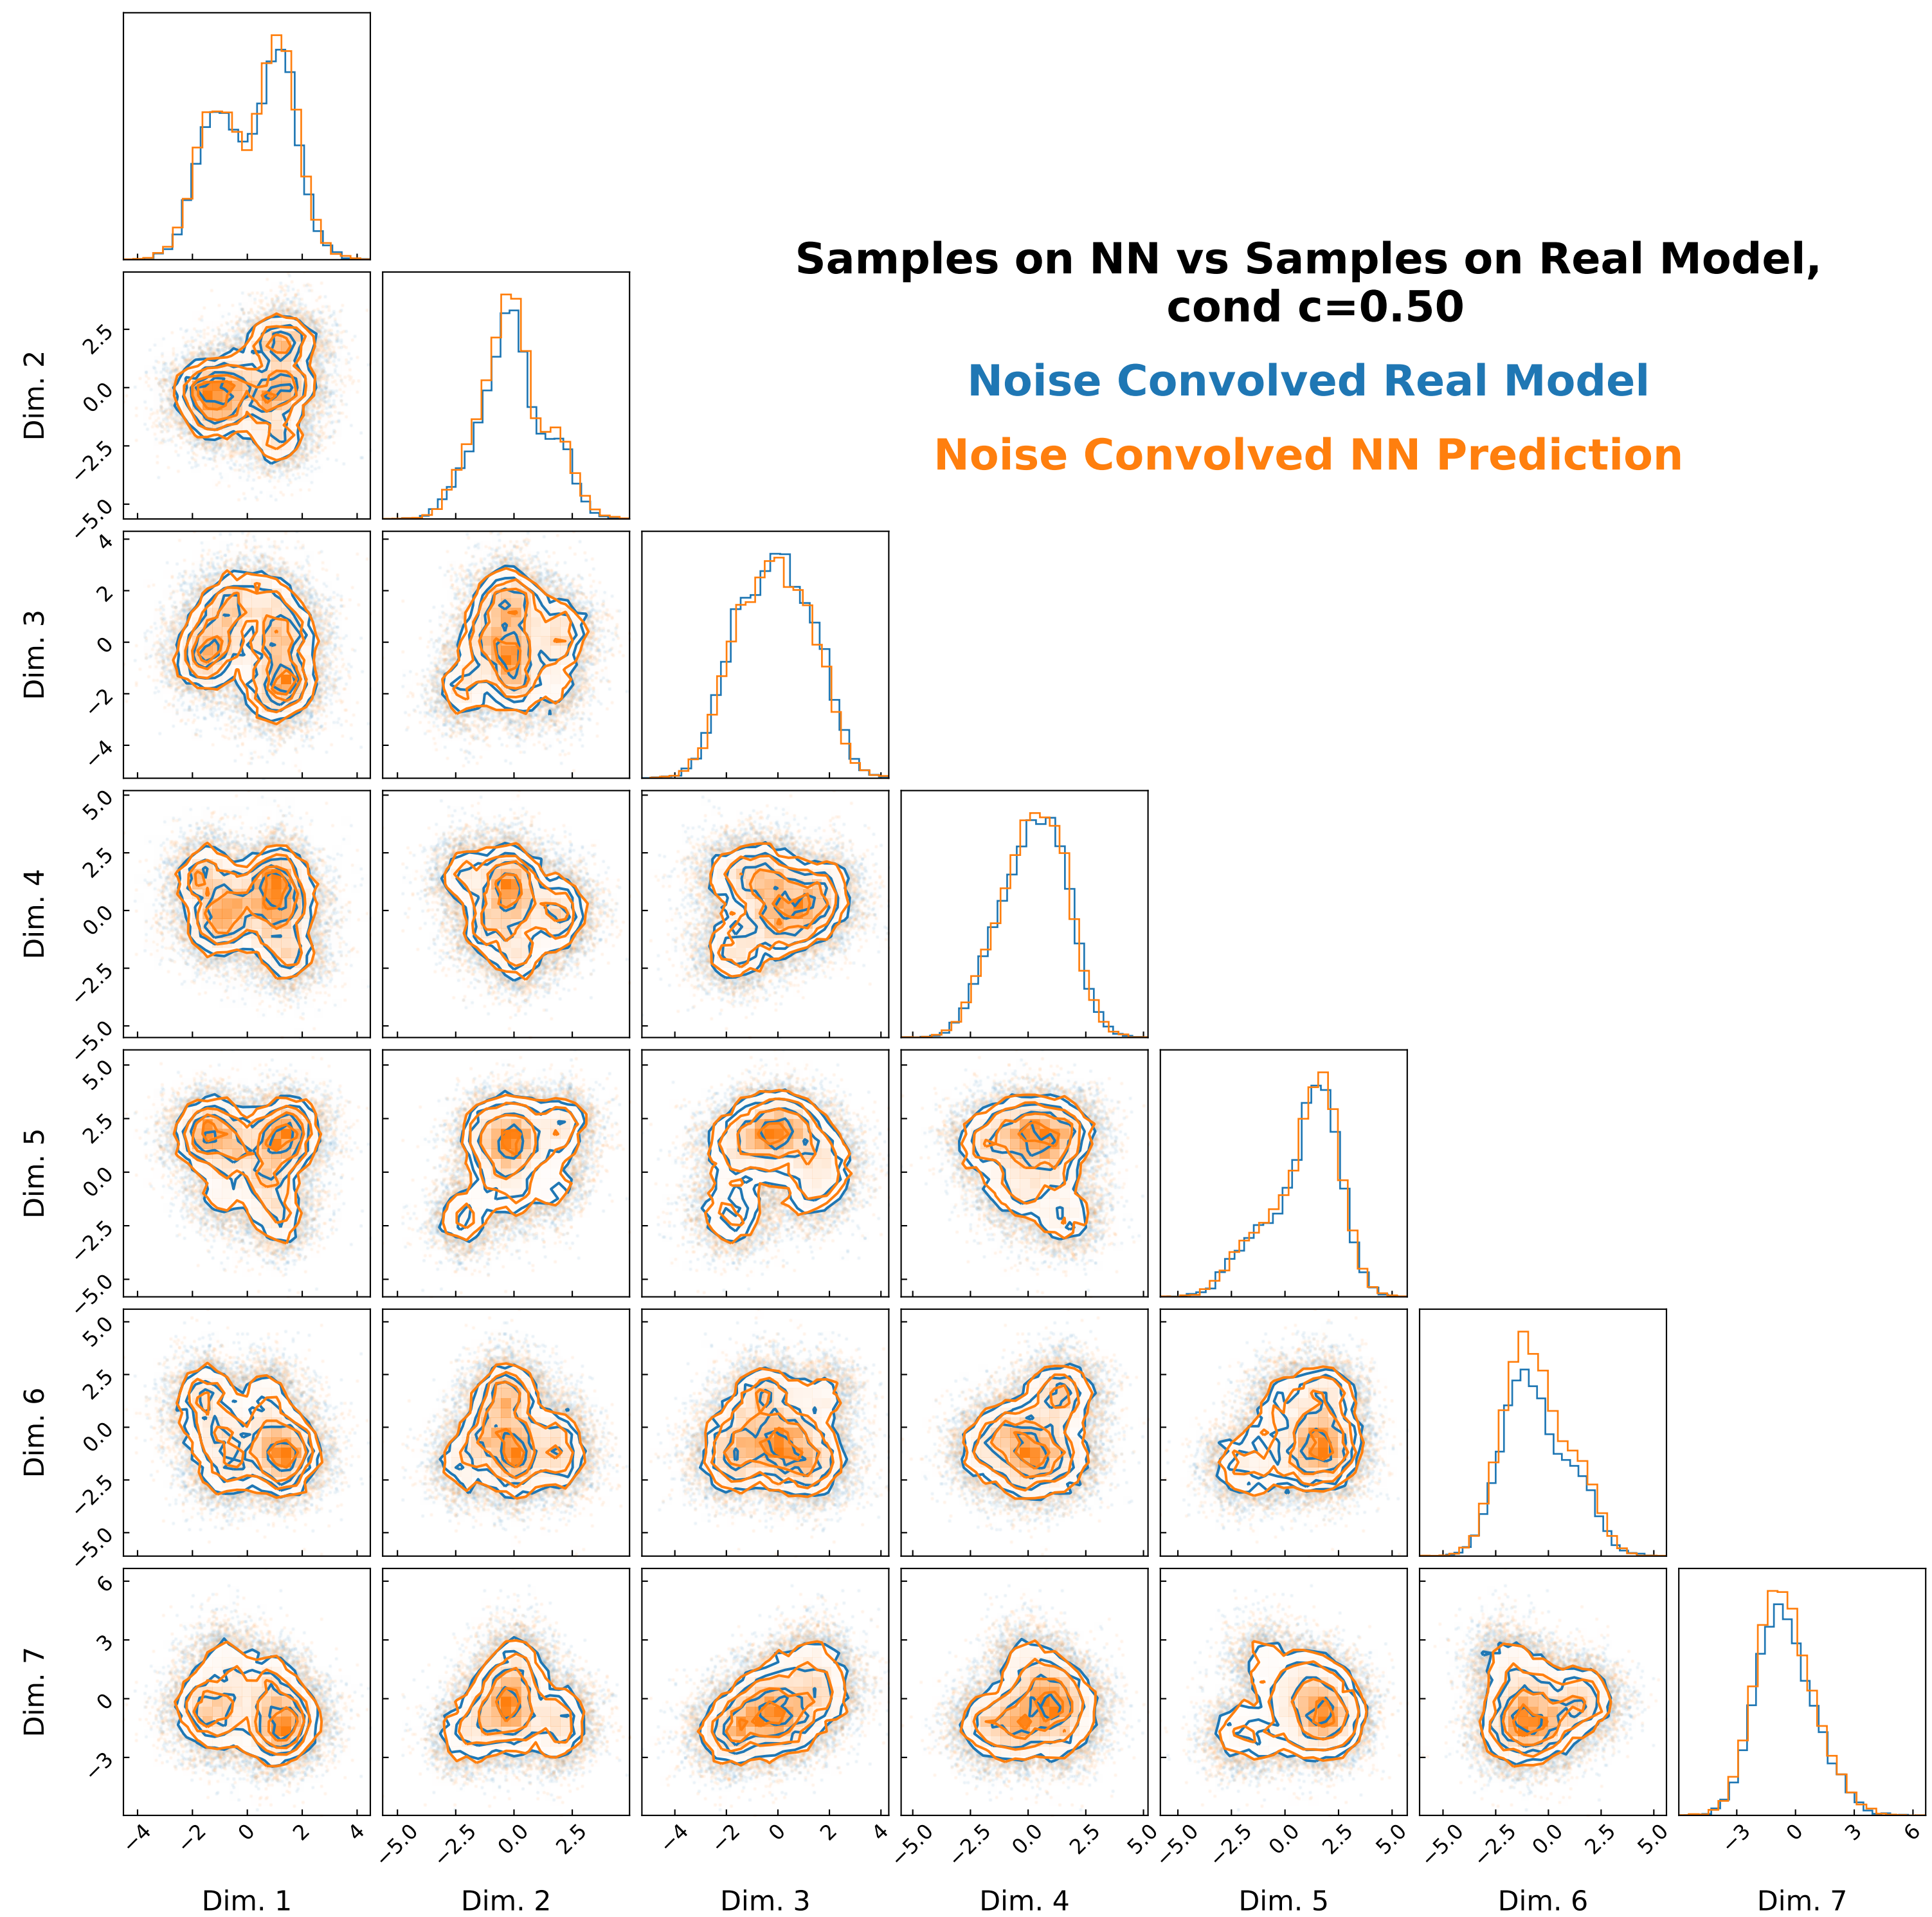 Samples on NN vs Samples on Real Model,
cond c=0.50
Noise Convolved Real Model
Noise Convolved NN Prediction
Dim. 2
2.5
0.0
−2.5
−5.0
Dim. 3
4
2
0
−2
−4
Dim. 4
5.0
2.5
0.0
−2.5
−5.0
Dim. 5
5.0
2.5
0.0
−2.5
−5.0
Dim. 6
5.0
2.5
0.0
−2.5
−5.0
Dim. 7
6
3
0
−3
−4 −2 0 2 4 −5.0 −2.5 0.0 2.5 −4 −2 0 2 4 −5.0 −2.5 0.0 2.5 5.0 −5.0 −2.5 0.0 2.5 5.0 −5.0 −2.5 0.0 2.5 5.0 −3 0 3 6
Dim. 1 Dim. 2 Dim. 3 Dim. 4 Dim. 5 Dim. 6 Dim. 7